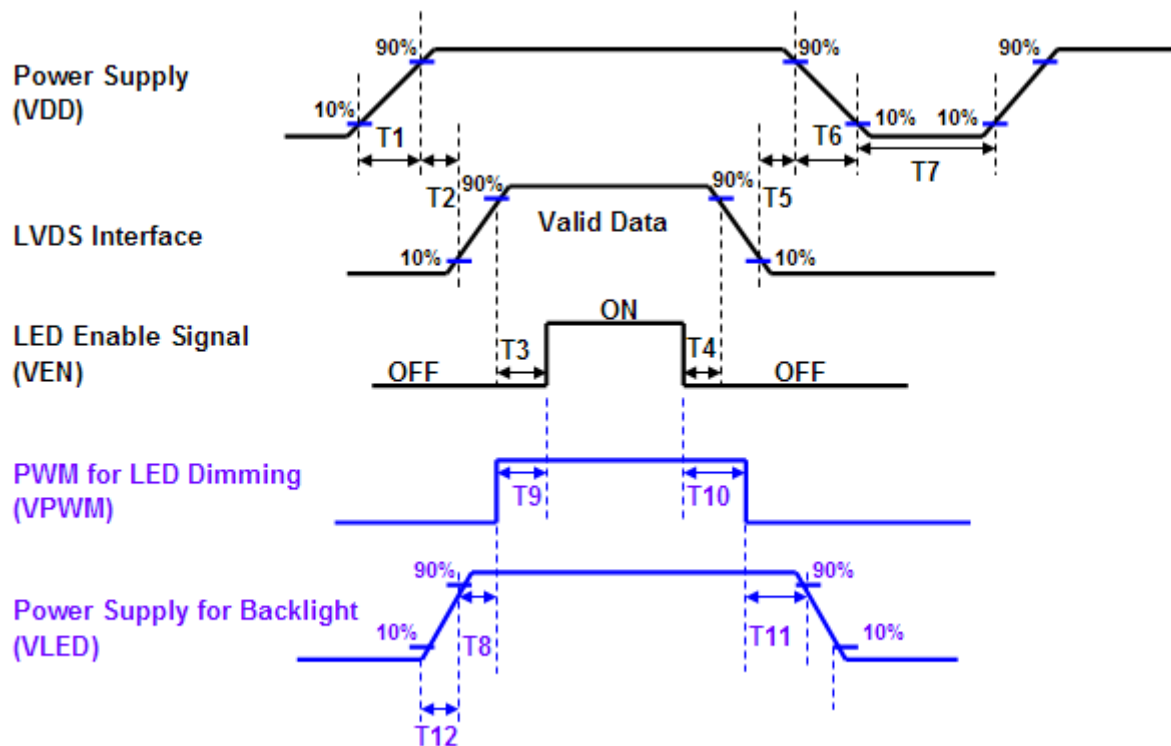 90% 90% 90%
Power Supply
(VDD)
10% 10% 10%
T1 T6 T7
T2 T5
90% 90%
Valid Data
LVDS Interface
10% 10%
ON
LED Enable Signal
(VEN)
T3 T4
OFF OFF
PWM for LED Dimming
(VPWM)
T9 T10
90% 90%
Power Supply for Backlight
(VLED)
10% 10%
T8 T11
T12